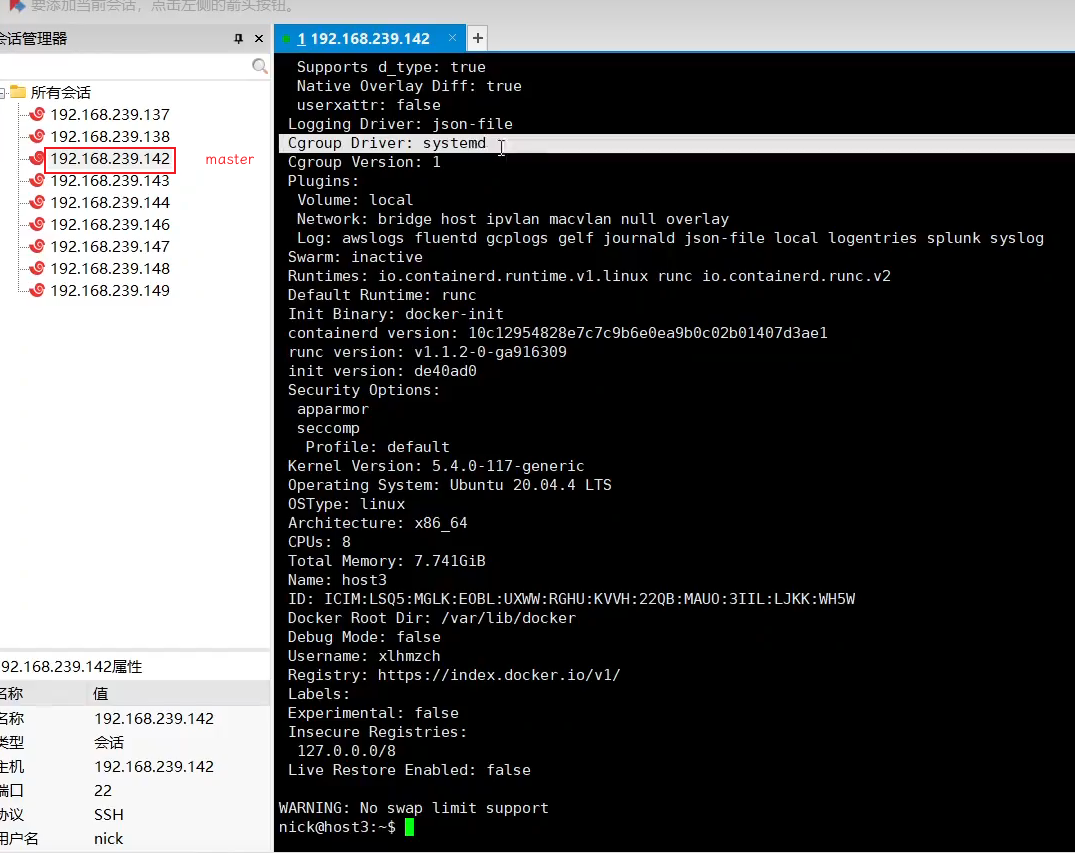 要添加当前会话，点击左侧的箭头按钮。
会话管理器
1 192.168.239.142
所有会话
192.168.239.137
192.168.239.138
192.168.239.142 master
192.168.239.143
192.168.239.144
192.168.239.146
192.168.239.147
192.168.239.148
192.168.239.149
192.168.239.142属性
名称 值
名称 192.168.239.142
类型 会话
主机 192.168.239.142
端口 22
协议 SSH
用户名 nick
Supports d_type: true
Native Overlay Diff: true
userxattr: false
Logging Driver: json-file
Cgroup Driver: systemd
Cgroup Version: 1
Plugins:
Volume: local
Network: bridge host ipvlan macvlan null overlay
Log: awslogs fluentd gcplogs gelf journald json-file local logentries splunk syslog
Swarm: inactive
Runtimes: io.containerd.runtime.v1.linux runc io.containerd.runc.v2
Default Runtime: runc
Init Binary: docker-init
containerd version: 10c12954828e7c7c9b6e0ea9b0c02b01407d3ae1
runc version: v1.1.2-0-ga916309
init version: de40ad0
Security Options:
apparmor
seccomp
Profile: default
Kernel Version: 5.4.0-117-generic
Operating System: Ubuntu 20.04.4 LTS
OSType: linux
Architecture: x86_64
CPUs: 8
Total Memory: 7.741GiB
Name: host3
ID: ICIM:LSQ5:MGLK:EOBL:UXWW:RGHU:KVVH:22QB:MAUO:3IIL:LJKK:WH5W
Docker Root Dir: /var/lib/docker
Debug Mode: false
Username: xlhmzch
Registry: https://index.docker.io/v1/
Labels:
Experimental: false
Insecure Registries:
127.0.0.0/8
Live Restore Enabled: false
WARNING: No swap limit support
nick@host3:~$